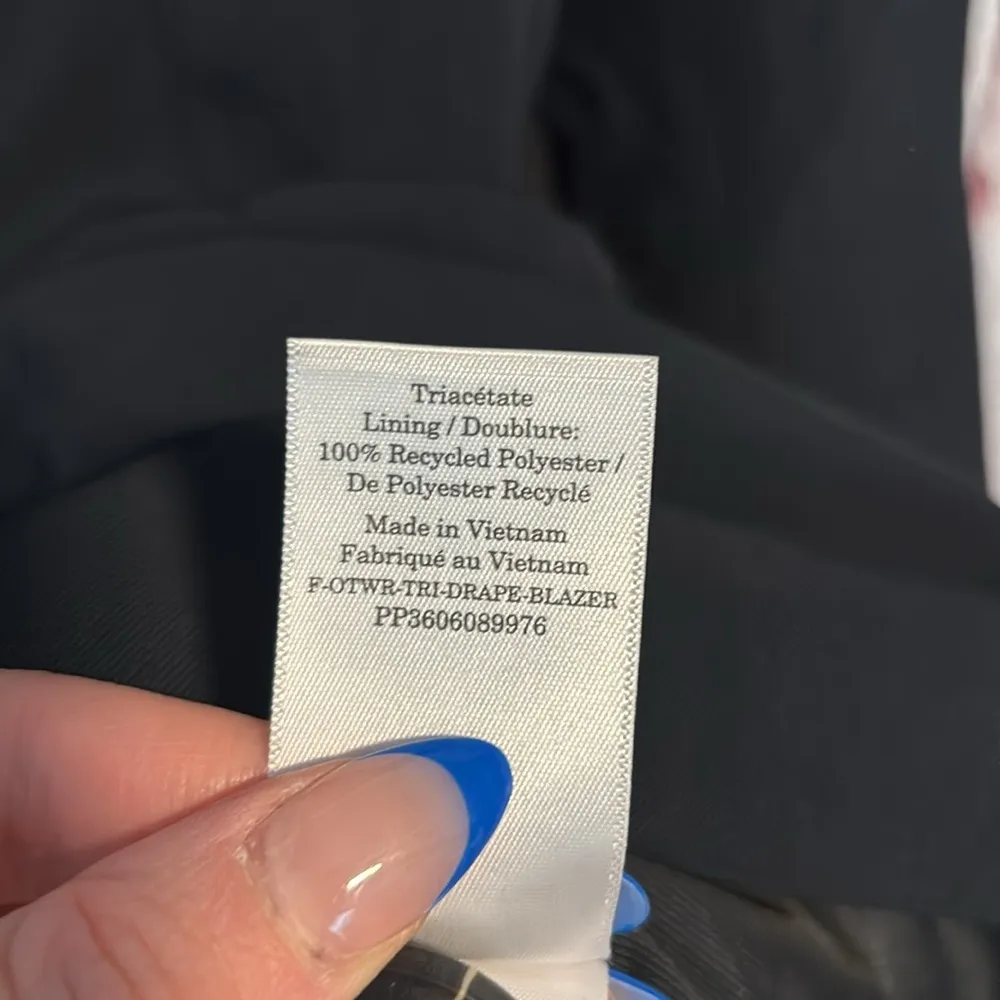 Triacétate
Lining / Doublure:
100% Recycled Polyester /
De Polyester Recyclé
Made in Vietnam
Fabriqué au Vietnam
F-OTWR-TRI-DRAPE-BLAZER
PP3606089976